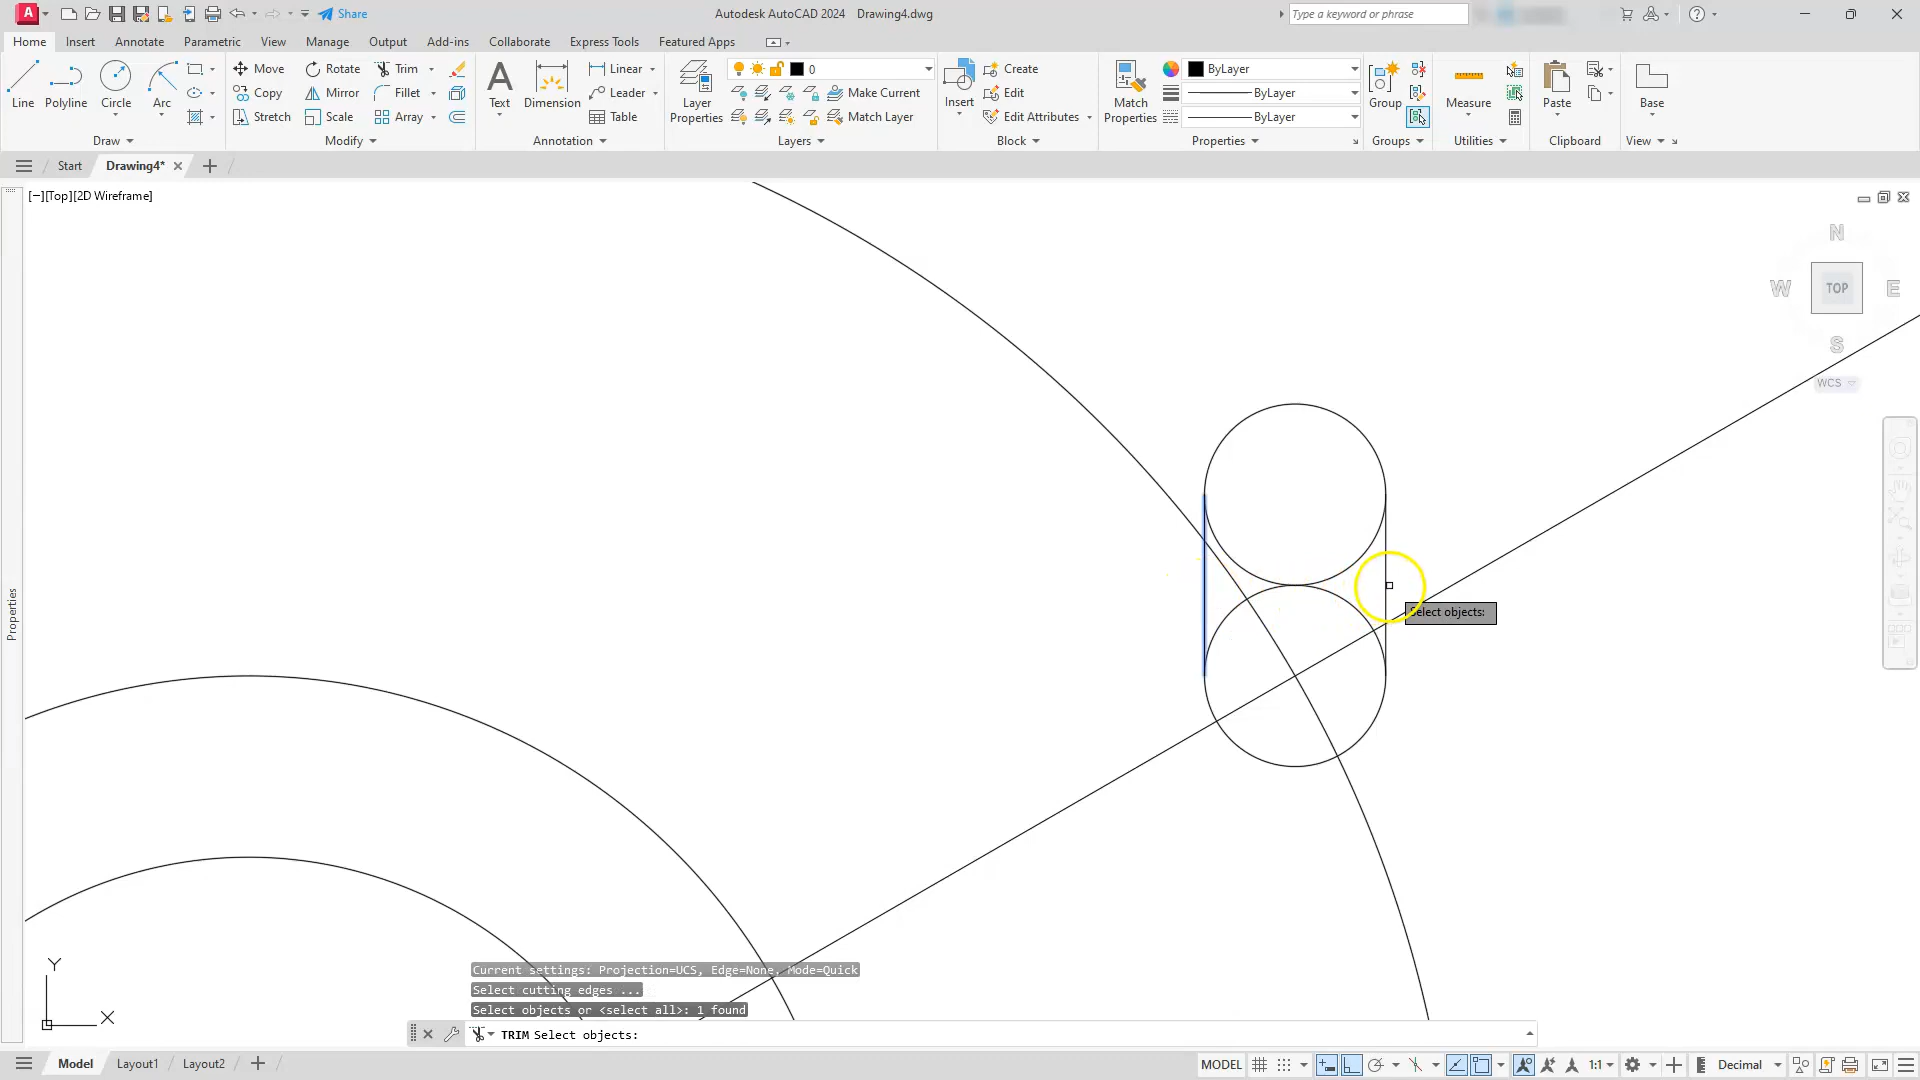 A Share Autodesk AutoCAD 2024 Drawing4.dwg Type a keyword or phrase
Home Insert Annotate Parametric View Manage Output Add-ins Collaborate Express Tools Featured Apps
Line Polyline Circle Arc
Draw
Move Rotate Trim
Copy Mirror Fillet
Stretch Scale Array
Modify
Text Dimension
Linear
Leader
Table
Annotation
Layer Properties
0
Make Current
Match Layer
Layers
Insert
Create
Edit
Edit Attributes
Block
Match Properties
ByLayer
ByLayer
ByLayer
Properties
Group
Groups
Measure
Utilities
Paste
Clipboard
Base
View
Start Drawing4*
[−][Top][2D Wireframe]
N
W TOP E
S
WCS
Properties
Select objects:
Y
X
Current settings: Projection=UCS, Edge=None, Mode=Quick
Select cutting edges ...
Select objects or <select all>: 1 found
TRIM Select objects:
Model Layout1 Layout2
MODEL 1:1 Decimal